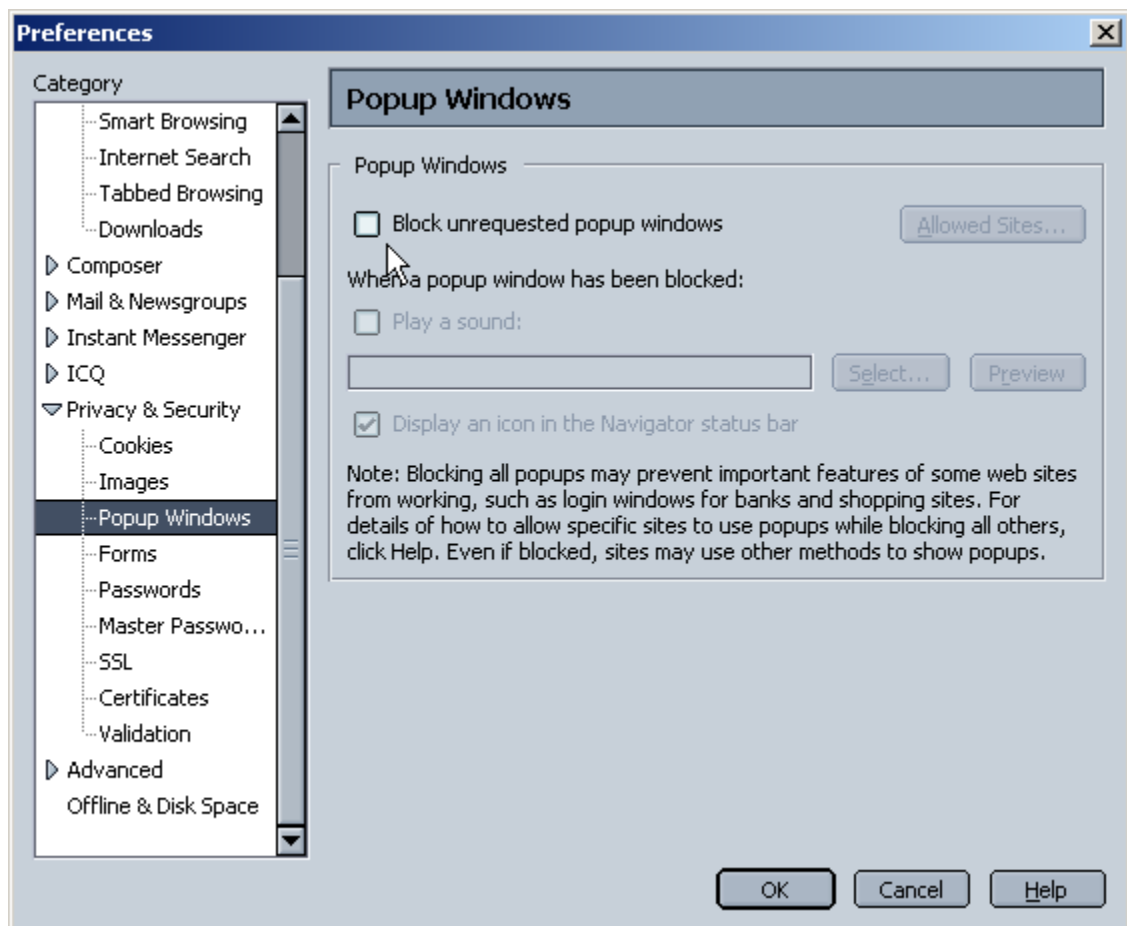 Preferences
Category
Smart Browsing
Internet Search
Tabbed Browsing
Downloads
Composer
Mail & Newsgroups
Instant Messenger
ICQ
Privacy & Security
Cookies
Images
Popup Windows
Forms
Passwords
Master Passwo...
SSL
Certificates
Validation
Advanced
Offline & Disk Space
Popup Windows
Popup Windows
Block unrequested popup windows
Allowed Sites...
When a popup window has been blocked:
Play a sound:
Select...
Preview
Display an icon in the Navigator status bar
Note: Blocking all popups may prevent important features of some web sites
from working, such as login windows for banks and shopping sites. For
details of how to allow specific sites to use popups while blocking all others,
click Help. Even if blocked, sites may use other methods to show popups.
OK
Cancel
Help